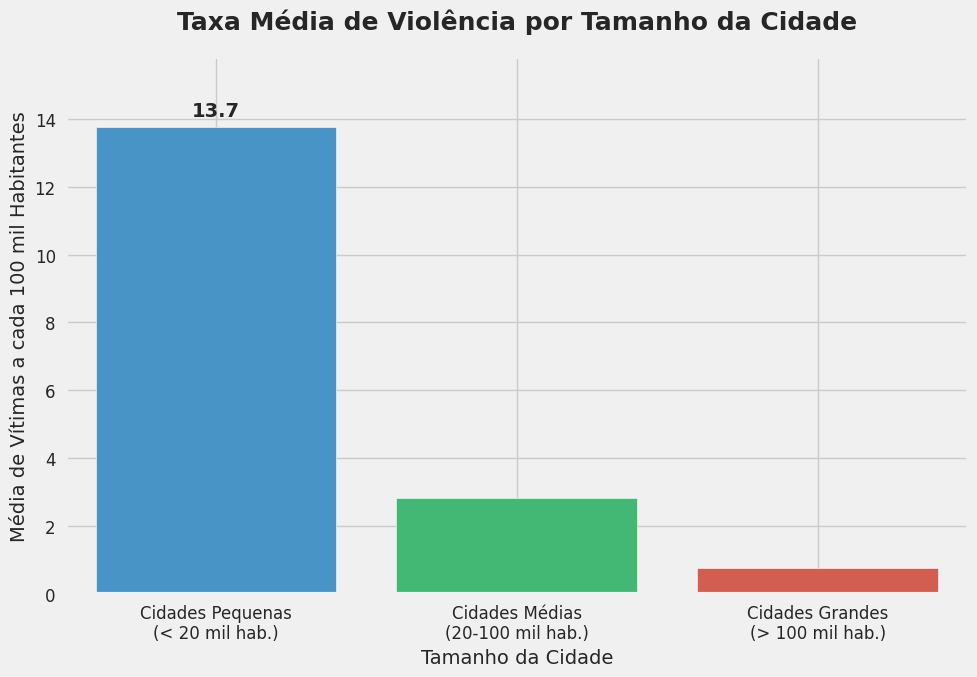 Taxa Média de Violência por Tamanho da Cidade
13.7
Média de Vítimas a cada 100 mil Habitantes
14
12
10
8
6
4
2
0
Cidades Pequenas
(< 20 mil hab.)
Cidades Médias
(20-100 mil hab.)
Cidades Grandes
(> 100 mil hab.)
Tamanho da Cidade